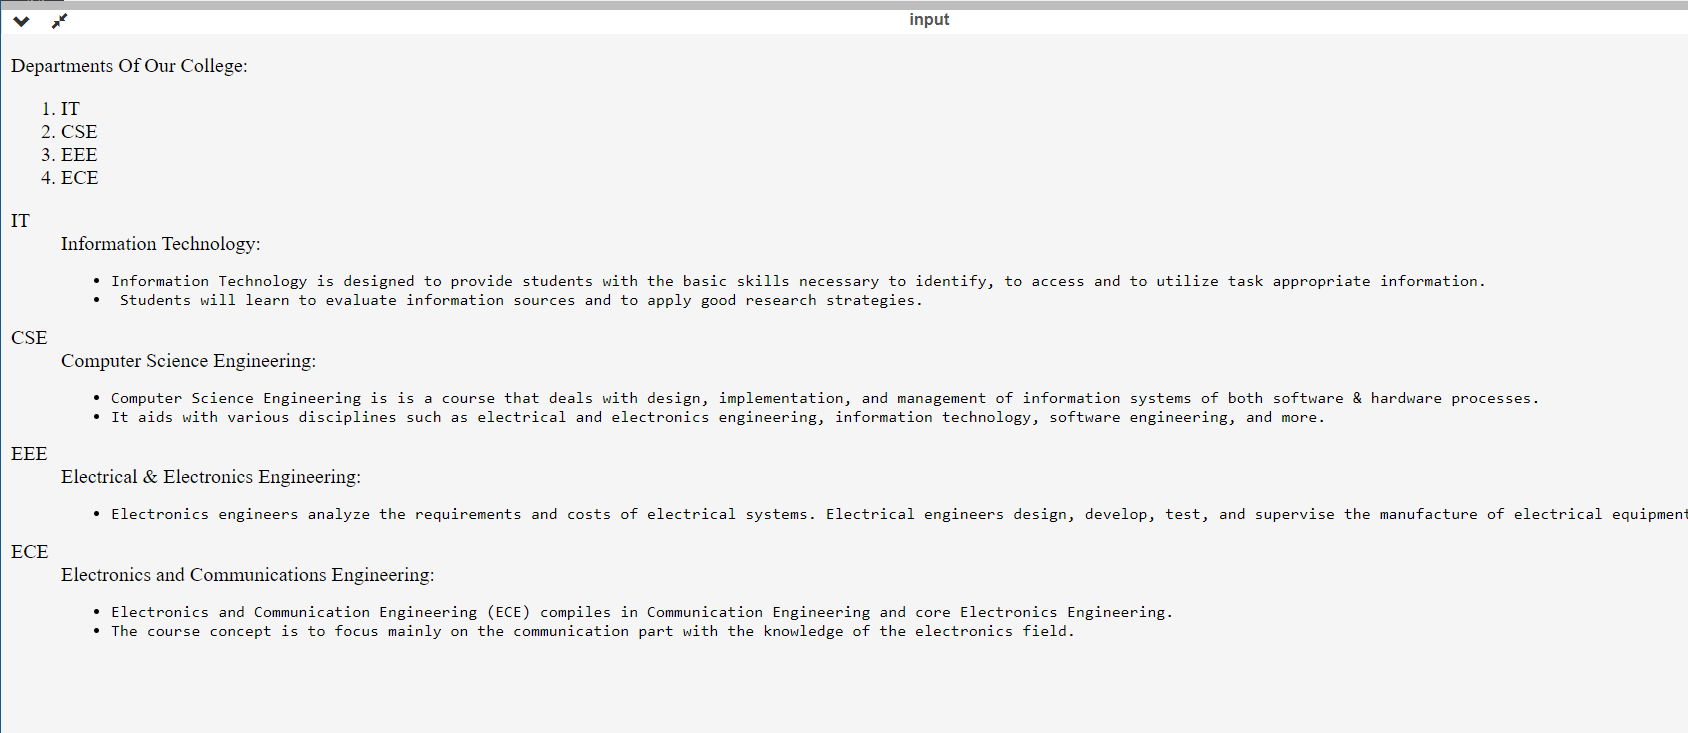 input
Departments Of Our College:
1. IT
2. CSE
3. EEE
4. ECE
IT
Information Technology:
• Information Technology is designed to provide students with the basic skills necessary to identify, to access and to utilize task appropriate information.
• Students will learn to evaluate information sources and to apply good research strategies.
CSE
Computer Science Engineering:
• Computer Science Engineering is is a course that deals with design, implementation, and management of information systems of both software & hardware processes.
• It aids with various disciplines such as electrical and electronics engineering, information technology, software engineering, and more.
EEE
Electrical & Electronics Engineering:
• Electronics engineers analyze the requirements and costs of electrical systems. Electrical engineers design, develop, test, and supervise the manufacture of electrical equipment
ECE
Electronics and Communications Engineering:
• Electronics and Communication Engineering (ECE) compiles in Communication Engineering and core Electronics Engineering.
• The course concept is to focus mainly on the communication part with the knowledge of the electronics field.